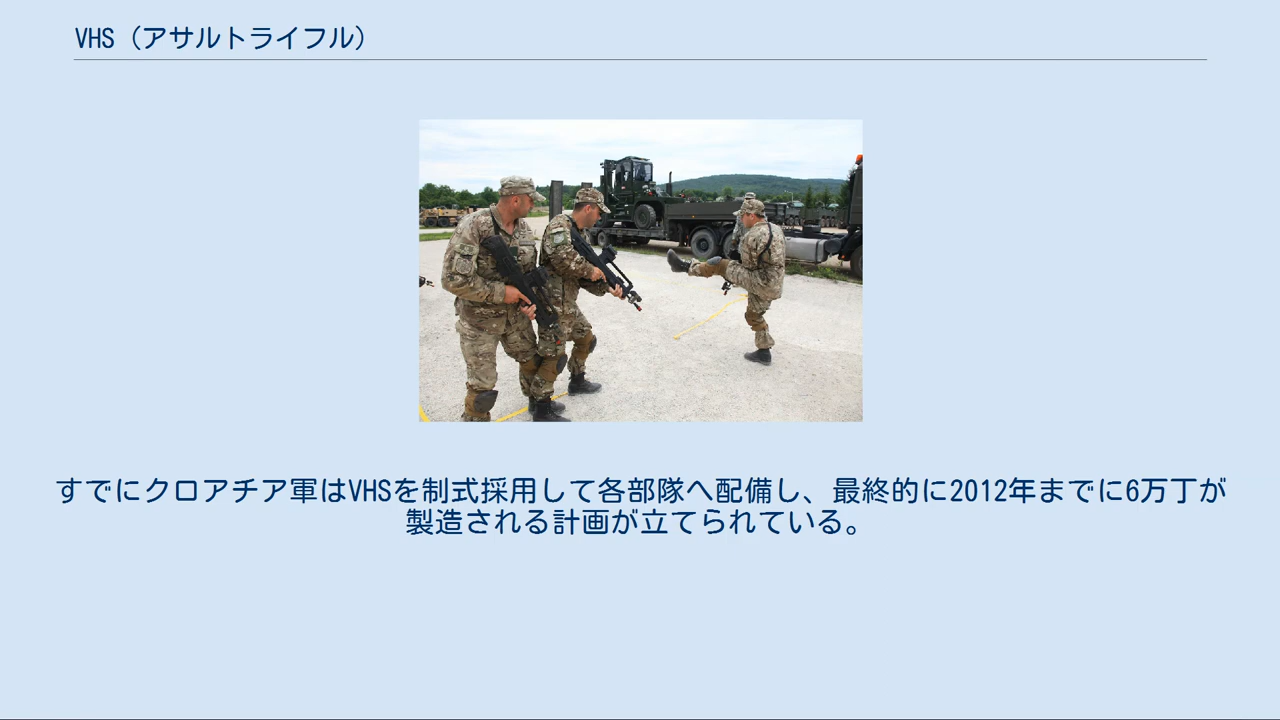 VHS（アサルトライフル）
すでにクロアチア軍はVHSを制式採用して各部隊へ配備し、最終的に2012年までに6万丁が
製造される計画が立てられている。